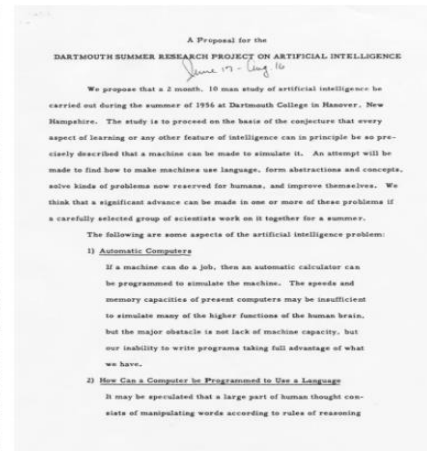 A Proposal for the
DARTMOUTH SUMMER RESEARCH PROJECT ON ARTIFICIAL INTELLIGENCE
June 17 - Aug 16
We propose that a 2 month, 10 man study of artificial intelligence be
carried out during the summer of 1956 at Dartmouth College in Hanover, New
Hampshire. The study is to proceed on the basis of the conjecture that every
aspect of learning or any other feature of intelligence can in principle be so pre-
cisely described that a machine can be made to simulate it. An attempt will be
made to find how to make machines use language, form abstractions and concepts,
solve kinds of problems now reserved for humans, and improve themselves. We
think that a significant advance can be made in one or more of these problems if
a carefully selected group of scientists work on it together for a summer.
The following are some aspects of the artificial intelligence problem:
1) Automatic Computers
If a machine can do a job, then an automatic calculator can
be programmed to simulate the machine. The speeds and
memory capacities of present computers may be insufficient
to simulate many of the higher functions of the human brain,
but the major obstacle is not lack of machine capacity, but
our inability to write programs taking full advantage of what
we have.
2) How Can a Computer be Programmed to Use a Language
It may be speculated that a large part of human thought con-
sists of manipulating words according to rules of reasoning